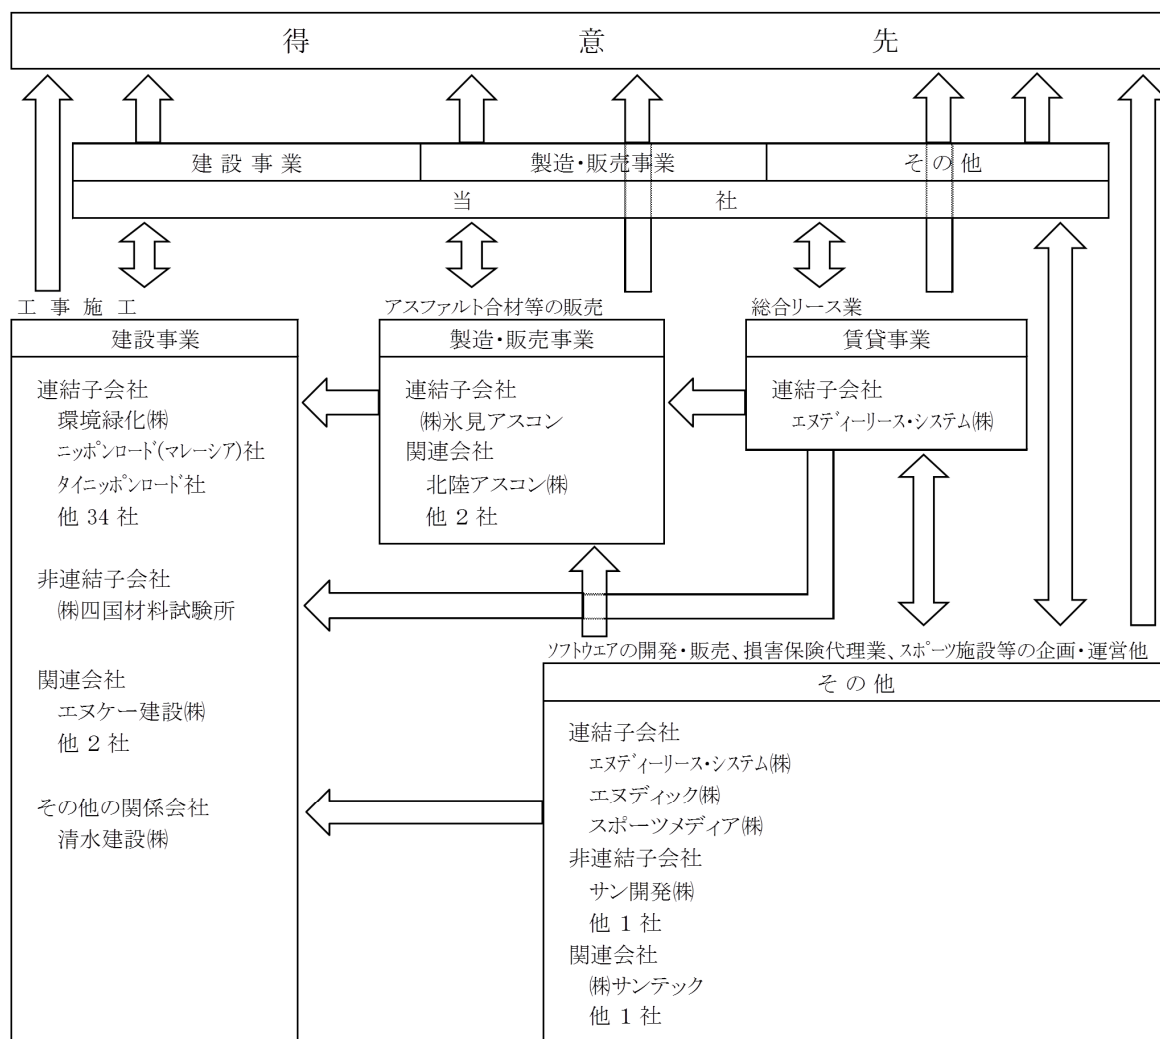 得意先
建設事業
製造・販売事業
その他
当社
工事施工
建設事業
連結子会社
環境緑化㈱
ニッポンロード(マレーシア)社
タイニッポンロード社
他 34 社
非連結子会社
㈱四国材料試験所
関連会社
エヌケー建設㈱
他 2 社
その他の関係会社
清水建設㈱
アスファルト合材等の販売
製造・販売事業
連結子会社
㈱氷見アスコン
関連会社
北陸アスコン㈱
他 2 社
総合リース業
賃貸事業
連結子会社
エヌディーリース・システム㈱
ソフトウエアの開発・販売、損害保険代理業、スポーツ施設等の企画・運営他
その他
連結子会社
エヌディーリース・システム㈱
エヌディック㈱
スポーツメディア㈱
非連結子会社
サン開発㈱
他 1 社
関連会社
㈱サンテック
他 1 社